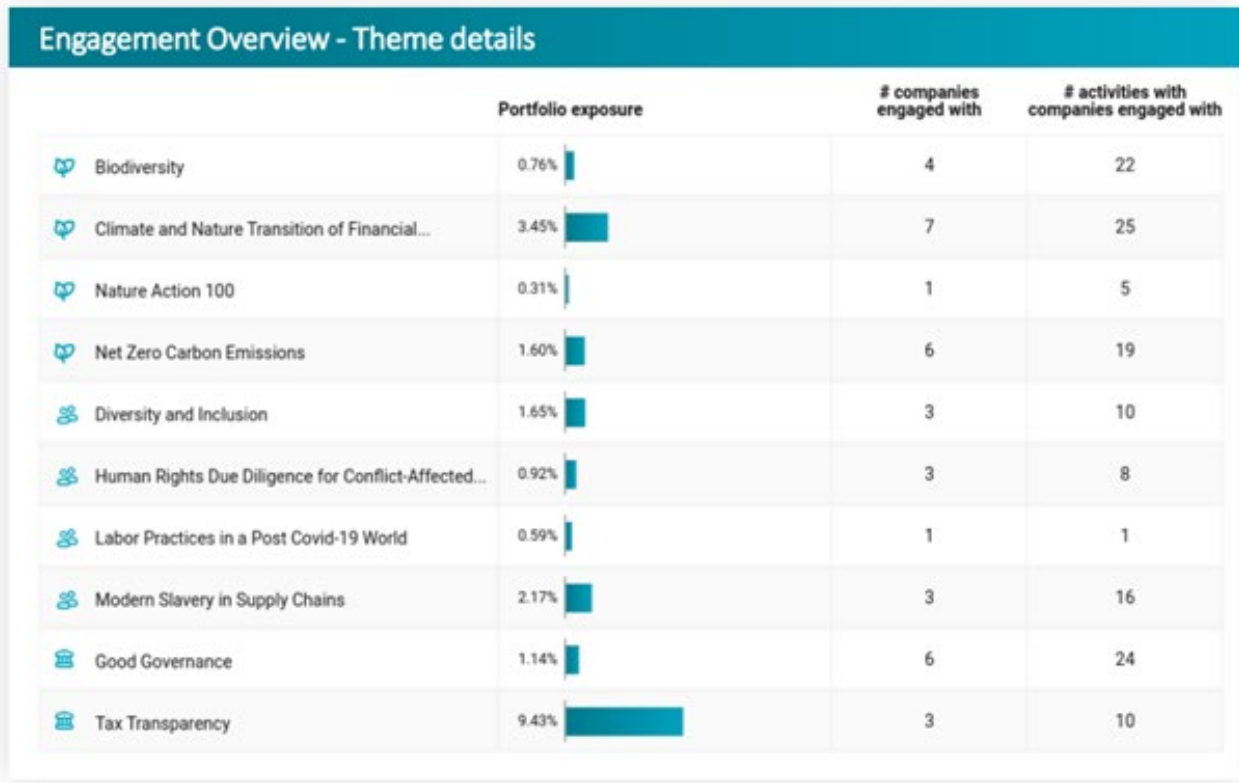 Engagement Overview - Theme details
Portfolio exposure
# companies
engaged with
# activities with
companies engaged with
Biodiversity 0.76% 4 22
Climate and Nature Transition of Financial... 3.45% 7 25
Nature Action 100 0.31% 1 5
Net Zero Carbon Emissions 1.60% 6 19
Diversity and Inclusion 1.65% 3 10
Human Rights Due Diligence for Conflict-Affected... 0.92% 3 8
Labor Practices in a Post Covid-19 World 0.59% 1 1
Modern Slavery in Supply Chains 2.17% 3 16
Good Governance 1.14% 6 24
Tax Transparency 9.43% 3 10